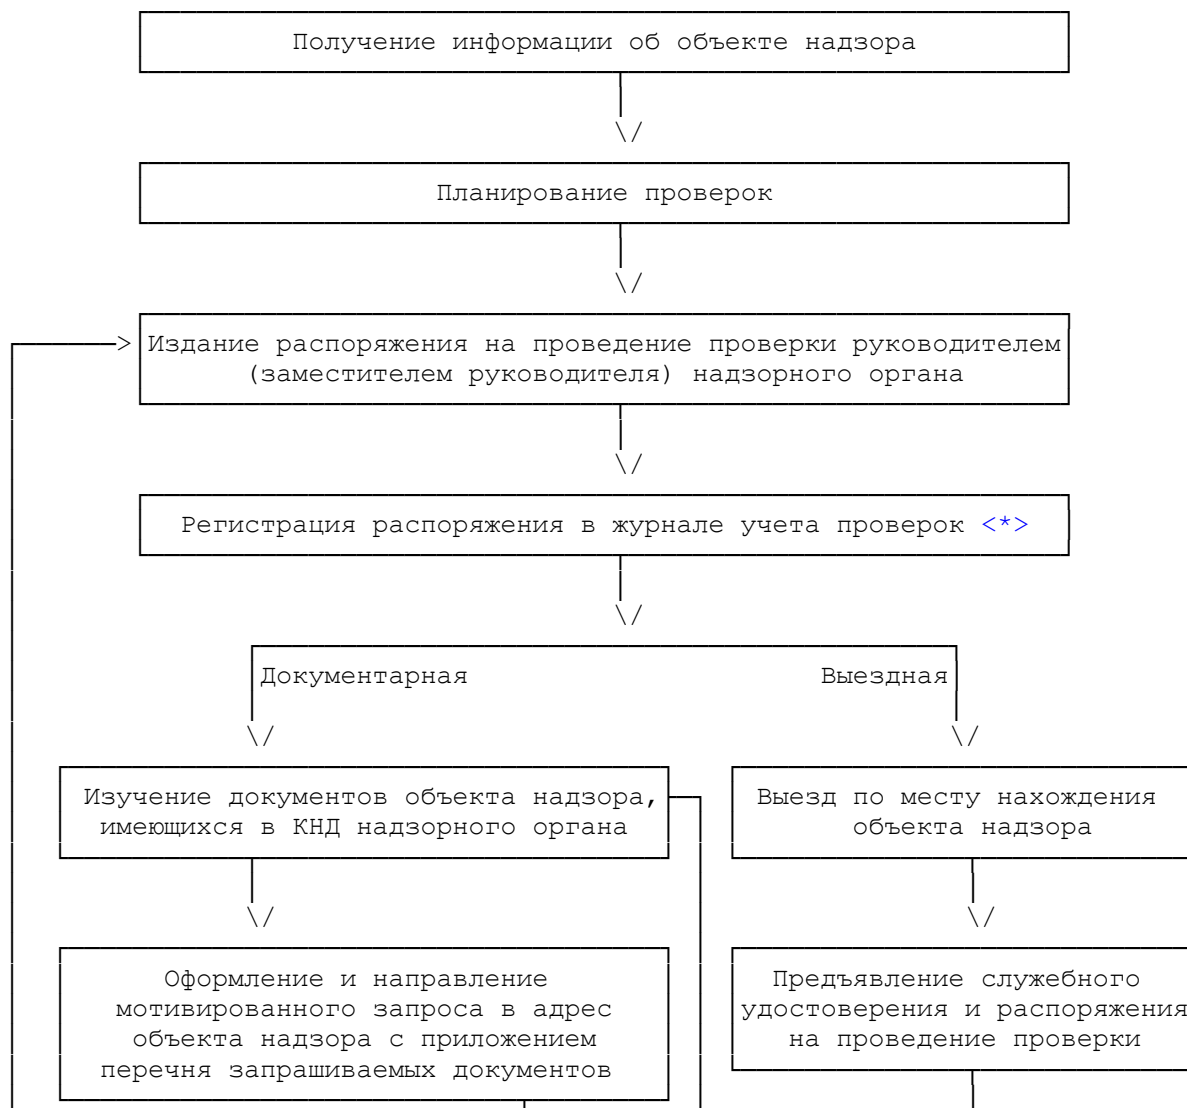 Получение информации об объекте надзора
Планирование проверок
Издание распоряжения на проведение проверки руководителем
(заместителем руководителя) надзорного органа
Регистрация распоряжения в журнале учета проверок <*>
Документарная
Выездная
Изучение документов объекта надзора,
имеющихся в КНД надзорного органа
Выезд по месту нахождения
объекта надзора
Оформление и направление
мотивированного запроса в адрес
объекта надзора с приложением
перечня запрашиваемых документов
Предъявление служебного
удостоверения и распоряжения
на проведение проверки